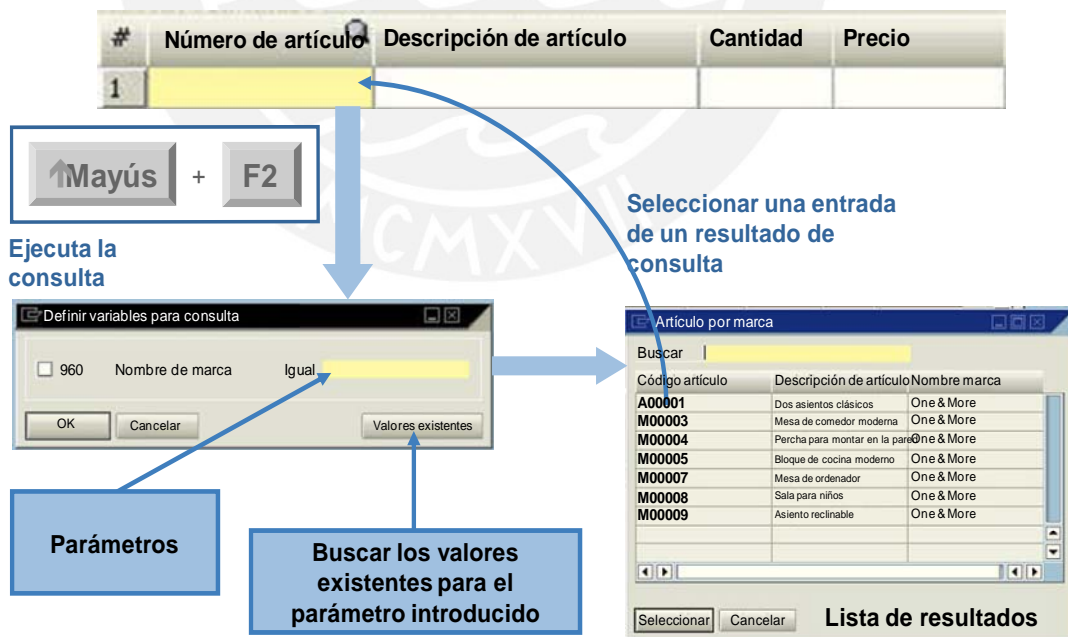 # Número de artículo Descripción de artículo Cantidad Precio
1
Mayús + F2
MCMXVII
Seleccionar una entrada
de un resultado de
consulta
Ejecuta la
consulta
Definir variables para consulta
960 Nombre de marca Igual
OK Cancelar Valores existentes
Artículo por marca
Buscar
Código artículo Descripción de artículo Nombre marca
A00001 Dos asientos clásicos One & More
M00003 Mesa de comedor moderna One & More
M00004 Percha para montar en la pared One & More
M00005 Bloque de cocina moderno One & More
M00007 Mesa de ordenador One & More
M00008 Sala para niños One & More
M00009 Asiento reclinable One & More
Seleccionar Cancelar Lista de resultados
Parámetros
Buscar los valores
existentes para el
parámetro introducido